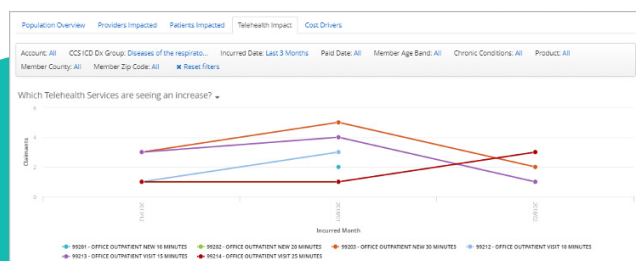 Population Overview Providers Impacted Patients Impacted Telehealth Impact Cost Drivers
Account: All CCS ICD Dx Group: Diseases of the respirato... Incurred Date: Last 3 Months Paid Date: All Member Age Band: All Chronic Conditions: All Product: All
Member County: All Member Zip Code: All ✖ Reset filters
Which Telehealth Services are seeing an increase?
6
4
2
0
Claimants
Incurred Month
99201 - OFFICE OUTPATIENT NEW 10 MINUTES 99202 - OFFICE OUTPATIENT NEW 20 MINUTES 99203 - OFFICE OUTPATIENT NEW 30 MINUTES 99212 - OFFICE OUTPATIENT VISIT 10 MINUTES
99213 - OFFICE OUTPATIENT VISIT 15 MINUTES 99214 - OFFICE OUTPATIENT VISIT 25 MINUTES